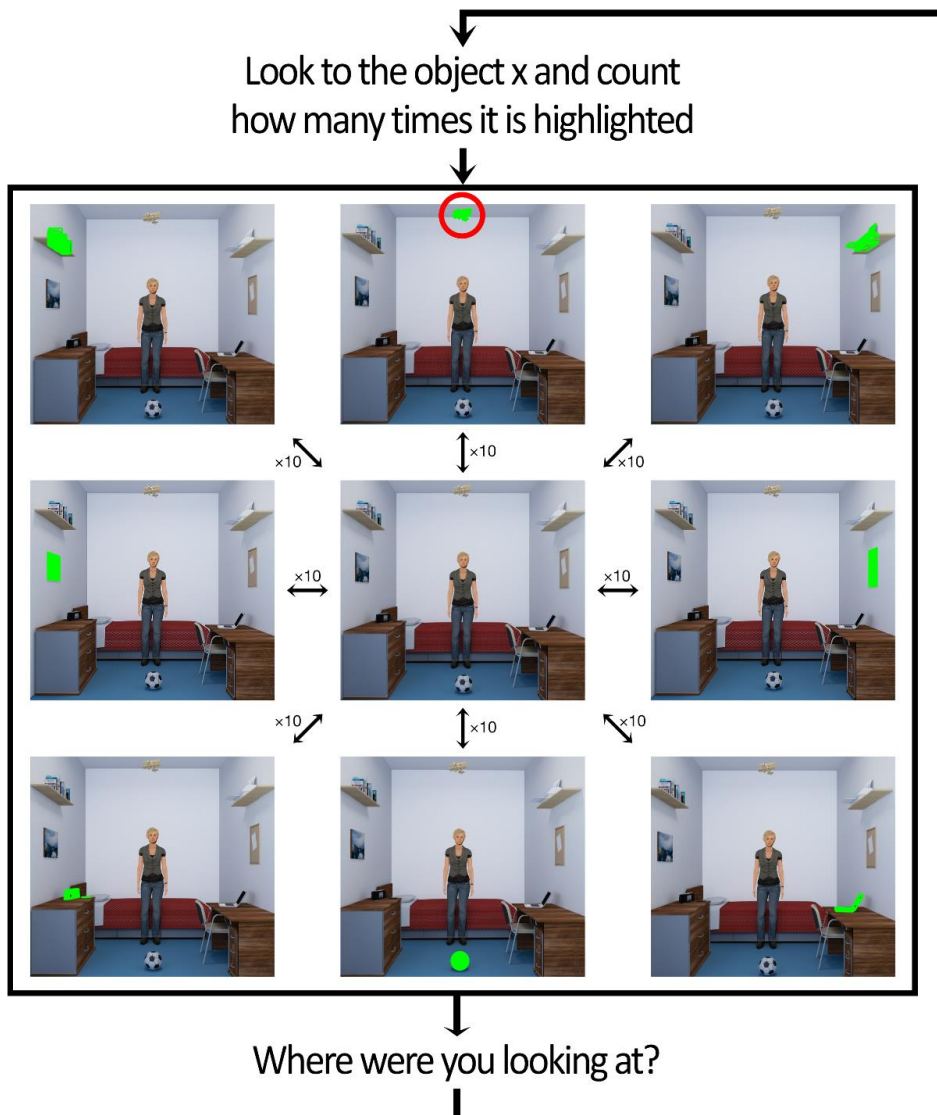 Look to the object x and count
how many times it is highlighted
×10
×10
×10
×10
×10
×10
×10
×10
Where were you looking at?